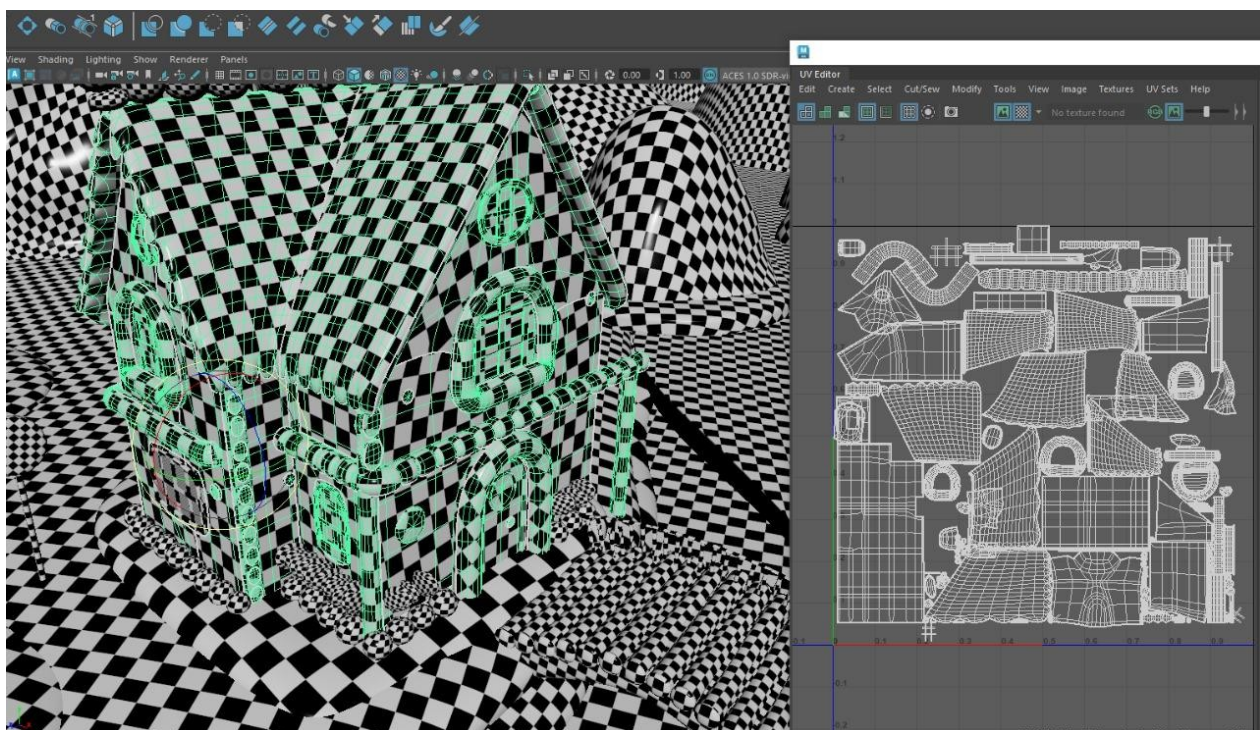 View Shading Lighting Show Renderer Panels
0.00 1.00 ACES 1.0 SDR-vi
M
UV Editor
Edit Create Select Cut/Sew Modify Tools View Image Textures UV Sets Help
No texture found
1.2
1.1
-0.1 0 0.1 0.2 0.3 0.4 0.5 0.6 0.7 0.8 0.9
-0.1
-0.2